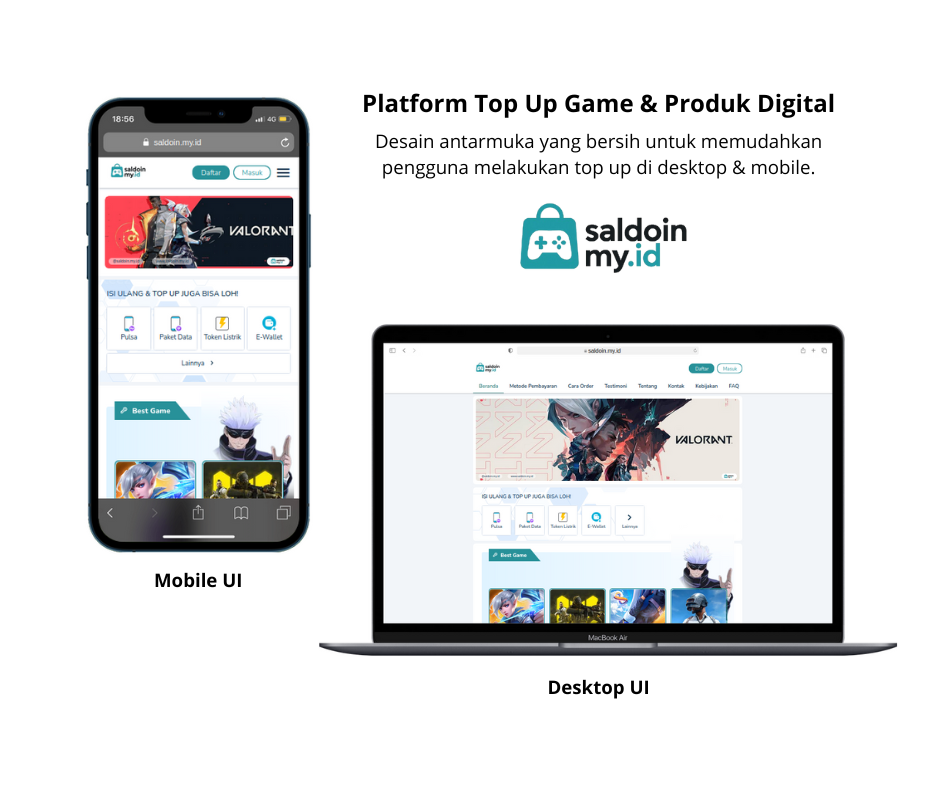 Platform Top Up Game & Produk Digital
Desain antarmuka yang bersih untuk memudahkan
pengguna melakukan top up di desktop & mobile.
saldoin
my.id
18:56
4G
saldoin.my.id
saldoin
my.id
Daftar
Masuk
VALORANT
ISI ULANG & TOP UP JUGA BISA LOH!
Pulsa
Paket Data
Token Listrik
E-Wallet
Lainnya >
Best Game
Mobile UI
saldoin.my.id
saldoin
my.id
Daftar
Masuk
Beranda
Metode Pembayaran
Cara Order
Testimoni
Tentang
Kontak
Kebijakan
FAQ
VALORANT
ISI ULANG & TOP UP JUGA BISA LOH!
Pulsa
Paket Data
Token Listrik
E-Wallet
Lainnya
Best Game
MacBook Air
Desktop UI